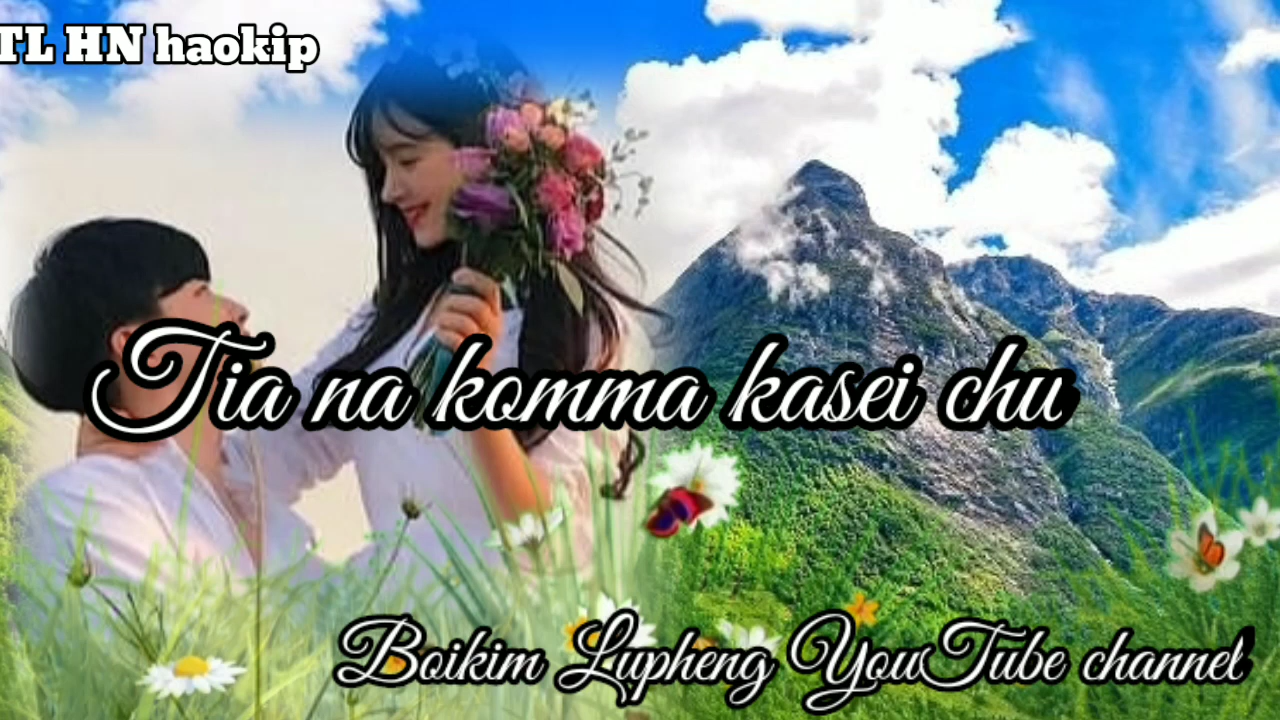 TL HN haokip
Tia na komma kasei chu
Boikim Lupheng YouTube channel